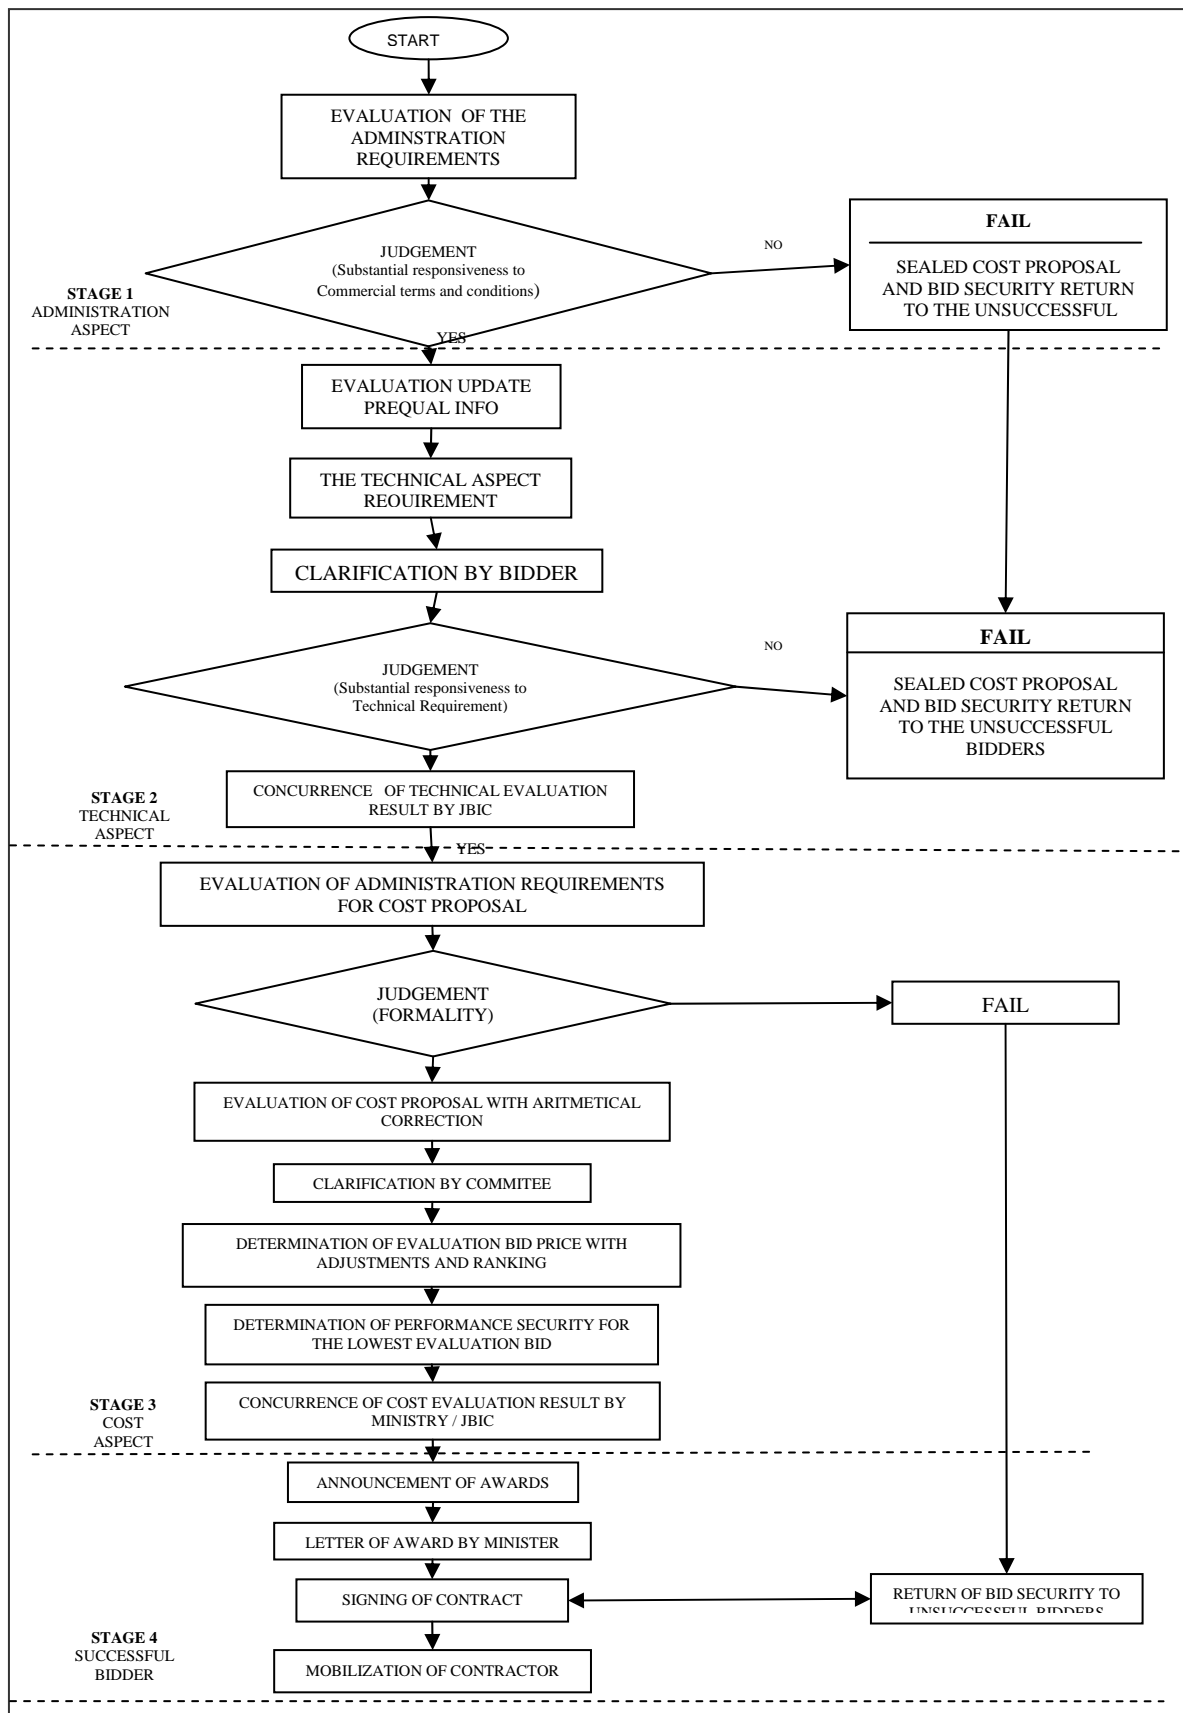 START
EVALUATION OF THE
ADMINSTRATION
REQUIREMENTS
JUDGEMENT
(Substantial responsiveness to
Commercial terms and conditions)
NO
FAIL
SEALED COST PROPOSAL
AND BID SECURITY RETURN
TO THE UNSUCCESSFUL
STAGE 1
ADMINISTRATION
ASPECT
YES
EVALUATION UPDATE
PREQUAL INFO
THE TECHNICAL ASPECT
REQUIREMENT
CLARIFICATION BY BIDDER
JUDGEMENT
(Substantial responsiveness to
Technical Requirement)
NO
FAIL
SEALED COST PROPOSAL
AND BID SECURITY RETURN
TO THE UNSUCCESSFUL
BIDDERS
CONCURRENCE OF TECHNICAL EVALUATION
RESULT BY JBIC
STAGE 2
TECHNICAL
ASPECT
YES
EVALUATION OF ADMINISTRATION REQUIREMENTS
FOR COST PROPOSAL
JUDGEMENT
(FORMALITY)
FAIL
EVALUATION OF COST PROPOSAL WITH ARITMETICAL
CORRECTION
CLARIFICATION BY COMMITEE
DETERMINATION OF EVALUATION BID PRICE WITH
ADJUSTMENTS AND RANKING
DETERMINATION OF PERFORMANCE SECURITY FOR
THE LOWEST EVALUATION BID
CONCURRENCE OF COST EVALUATION RESULT BY
MINISTRY / JBIC
STAGE 3
COST
ASPECT
ANNOUNCEMENT OF AWARDS
LETTER OF AWARD BY MINISTER
SIGNING OF CONTRACT
RETURN OF BID SECURITY TO
UNSUCCESSFUL BIDDERS
STAGE 4
SUCCESSFUL
BIDDER
MOBILIZATION OF CONTRACTOR